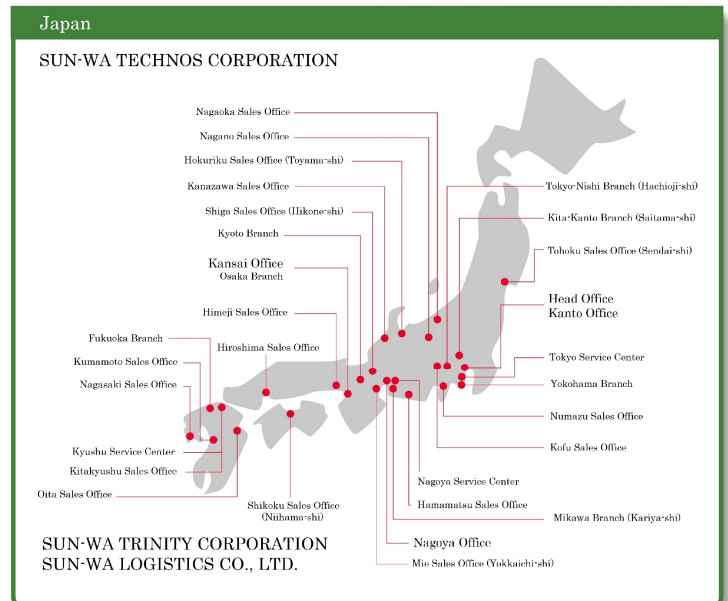 Japan
SUN-WA TECHNOS CORPORATION
Nagaoka Sales Office
Nagano Sales Office
Hokuriku Sales Office (Toyama-shi)
Kanazawa Sales Office
Shiga Sales Office (Hikone-shi)
Kyoto Branch
Kansai Office
Osaka Branch
Himeji Sales Office
Hiroshima Sales Office
Fukuoka Branch
Kumamoto Sales Office
Nagasaki Sales Office
Kyushu Service Center
Kitakyushu Sales Office
Oita Sales Office
Shikoku Sales Office
(Niihama-shi)
Tokyo-Nishi Branch (Hachioji-shi)
Kita-Kanto Branch (Saitama-shi)
Tohoku Sales Office (Sendai-shi)
Head Office
Kanto Office
Tokyo Service Center
Yokohama Branch
Numazu Sales Office
Kofu Sales Office
Nagoya Service Center
Hamamatsu Sales Office
Mikawa Branch (Kariya-shi)
Nagoya Office
Mie Sales Office (Yokkaichi-shi)
SUN-WA TRINITY CORPORATION
SUN-WA LOGISTICS CO., LTD.